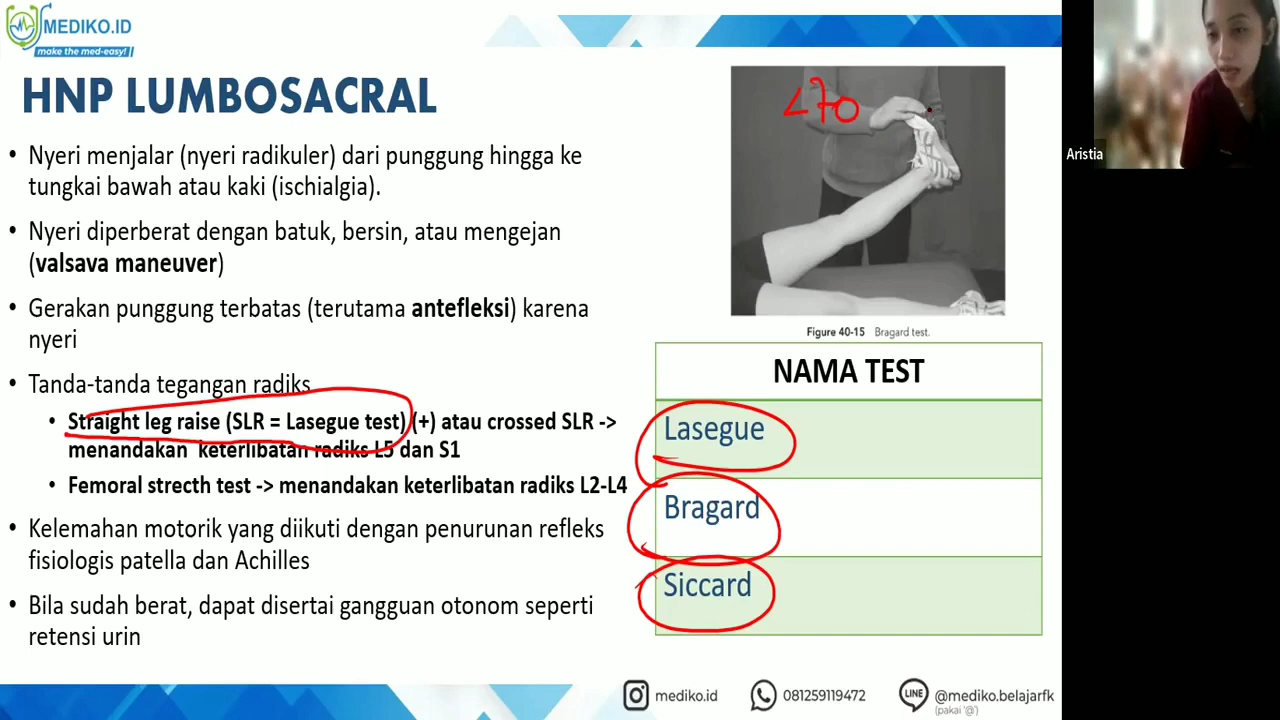 MEDIKO.ID
make the med-easy!
HNP LUMBOSACRAL
• Nyeri menjalar (nyeri radikuler) dari punggung hingga ke
tungkai bawah atau kaki (ischialgia).
• Nyeri diperberat dengan batuk, bersin, atau mengejan
(valsava maneuver)
• Gerakan punggung terbatas (terutama antefleksi) karena
nyeri
• Tanda-tanda tegangan radiks
• Straight leg raise (SLR = Lasegue test) (+) atau crossed SLR ->
menandakan keterlibatan radiks L5 dan S1
• Femoral strecth test -> menandakan keterlibatan radiks L2-L4
• Kelemahan motorik yang diikuti dengan penurunan refleks
fisiologis patella dan Achilles
• Bila sudah berat, dapat disertai gangguan otonom seperti
retensi urin
<70
Figure 40-15 Bragard test.
NAMA TEST
Lasegue
Bragard
Siccard
mediko.id
081259119472
LINE
@mediko.belajarfk
(pakai '@')
Aristia